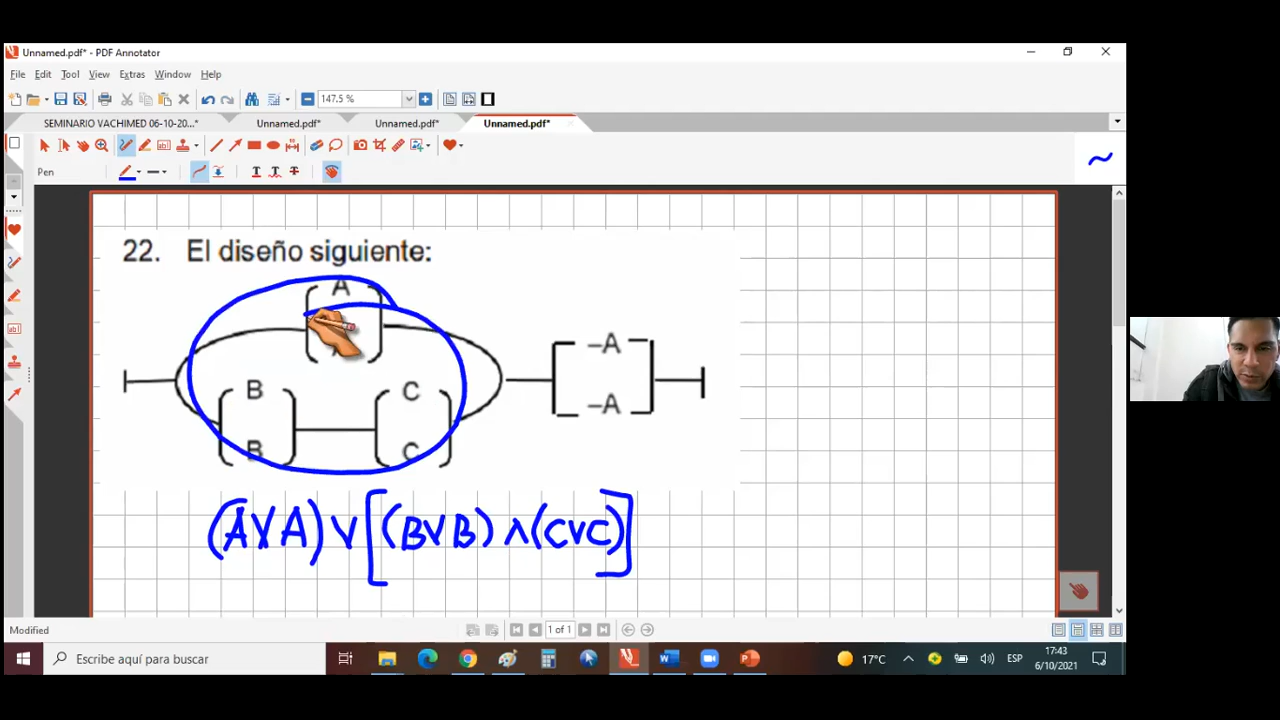 Unnamed.pdf* - PDF Annotator
File Edit Tool View Extras Window Help
147.5 %
SEMINARIO VACHIMED 06-10-20...* Unnamed.pdf* Unnamed.pdf* Unnamed.pdf*
Pen
22. El diseño siguiente:
A
–A
B C
–A
B C
(A∨A) ∨ [(B∨B) ∧ (C∨C)]
1 of 1
Modified
Escribe aquí para buscar
17°C
ESP
17:43
6/10/2021